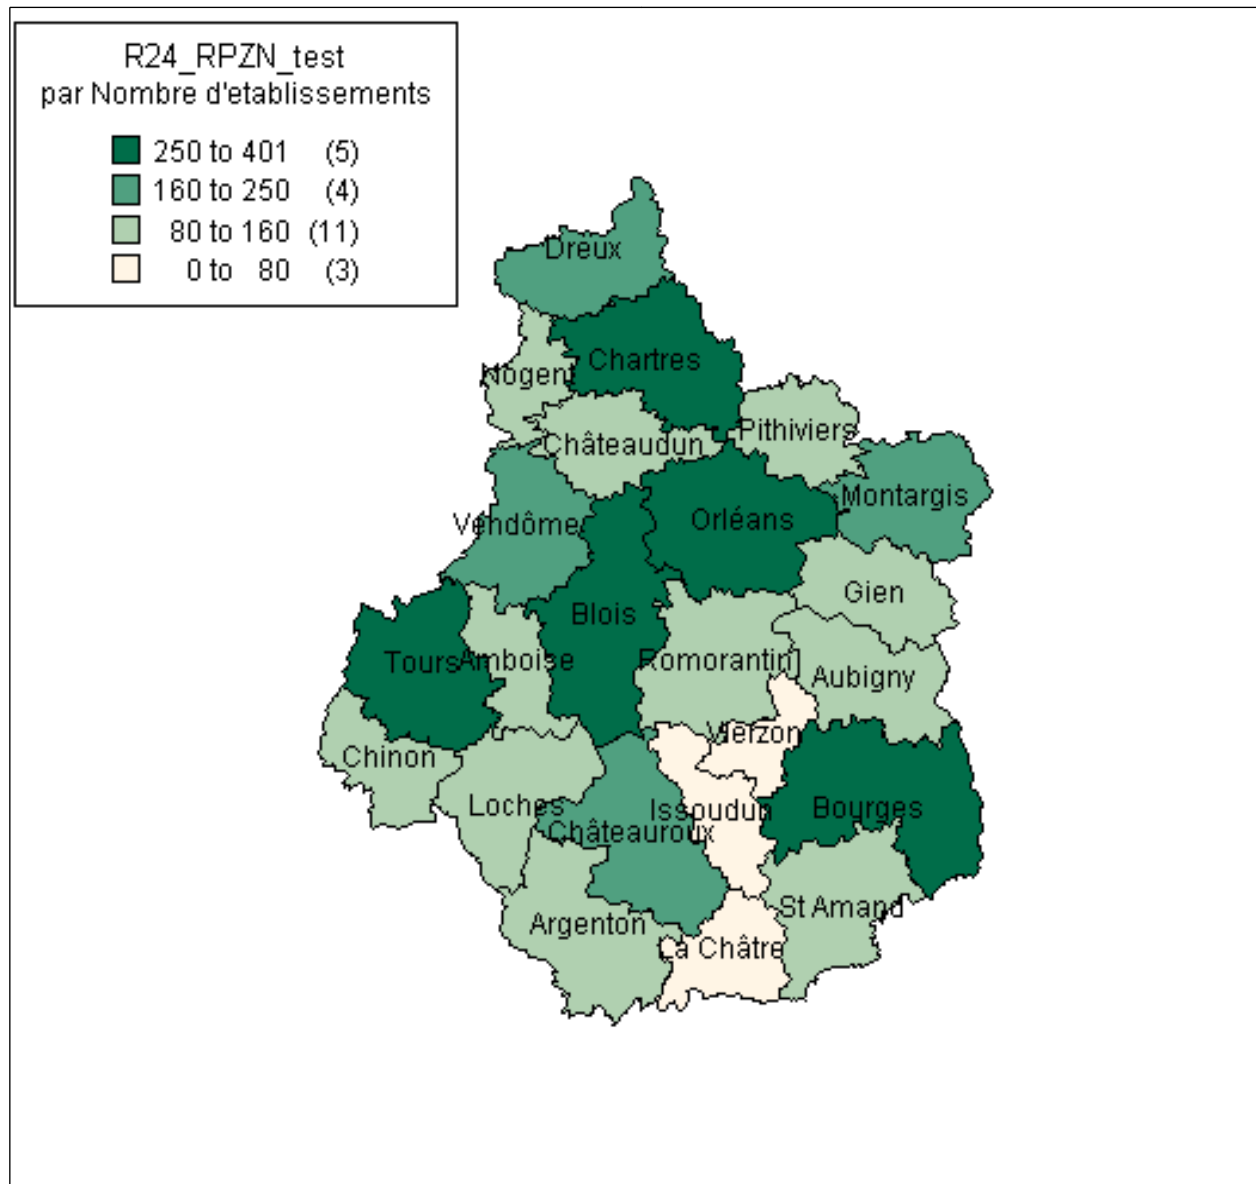 R24_RPZN_test
par Nombre d'etablissements
250 to 401 (5)
160 to 250 (4)
80 to 160 (11)
0 to 80 (3)
Dreux
Chartres
Nogent
Châteaudun
Pithiviers
Montargis
Orléans
Vendôme
Gien
Blois
Tours
Amboise
Romorantin
Aubigny
Vierzon
Chinon
Loches
Issoudun
Bourges
Châteauroux
St Amand
Argenton
La Châtre